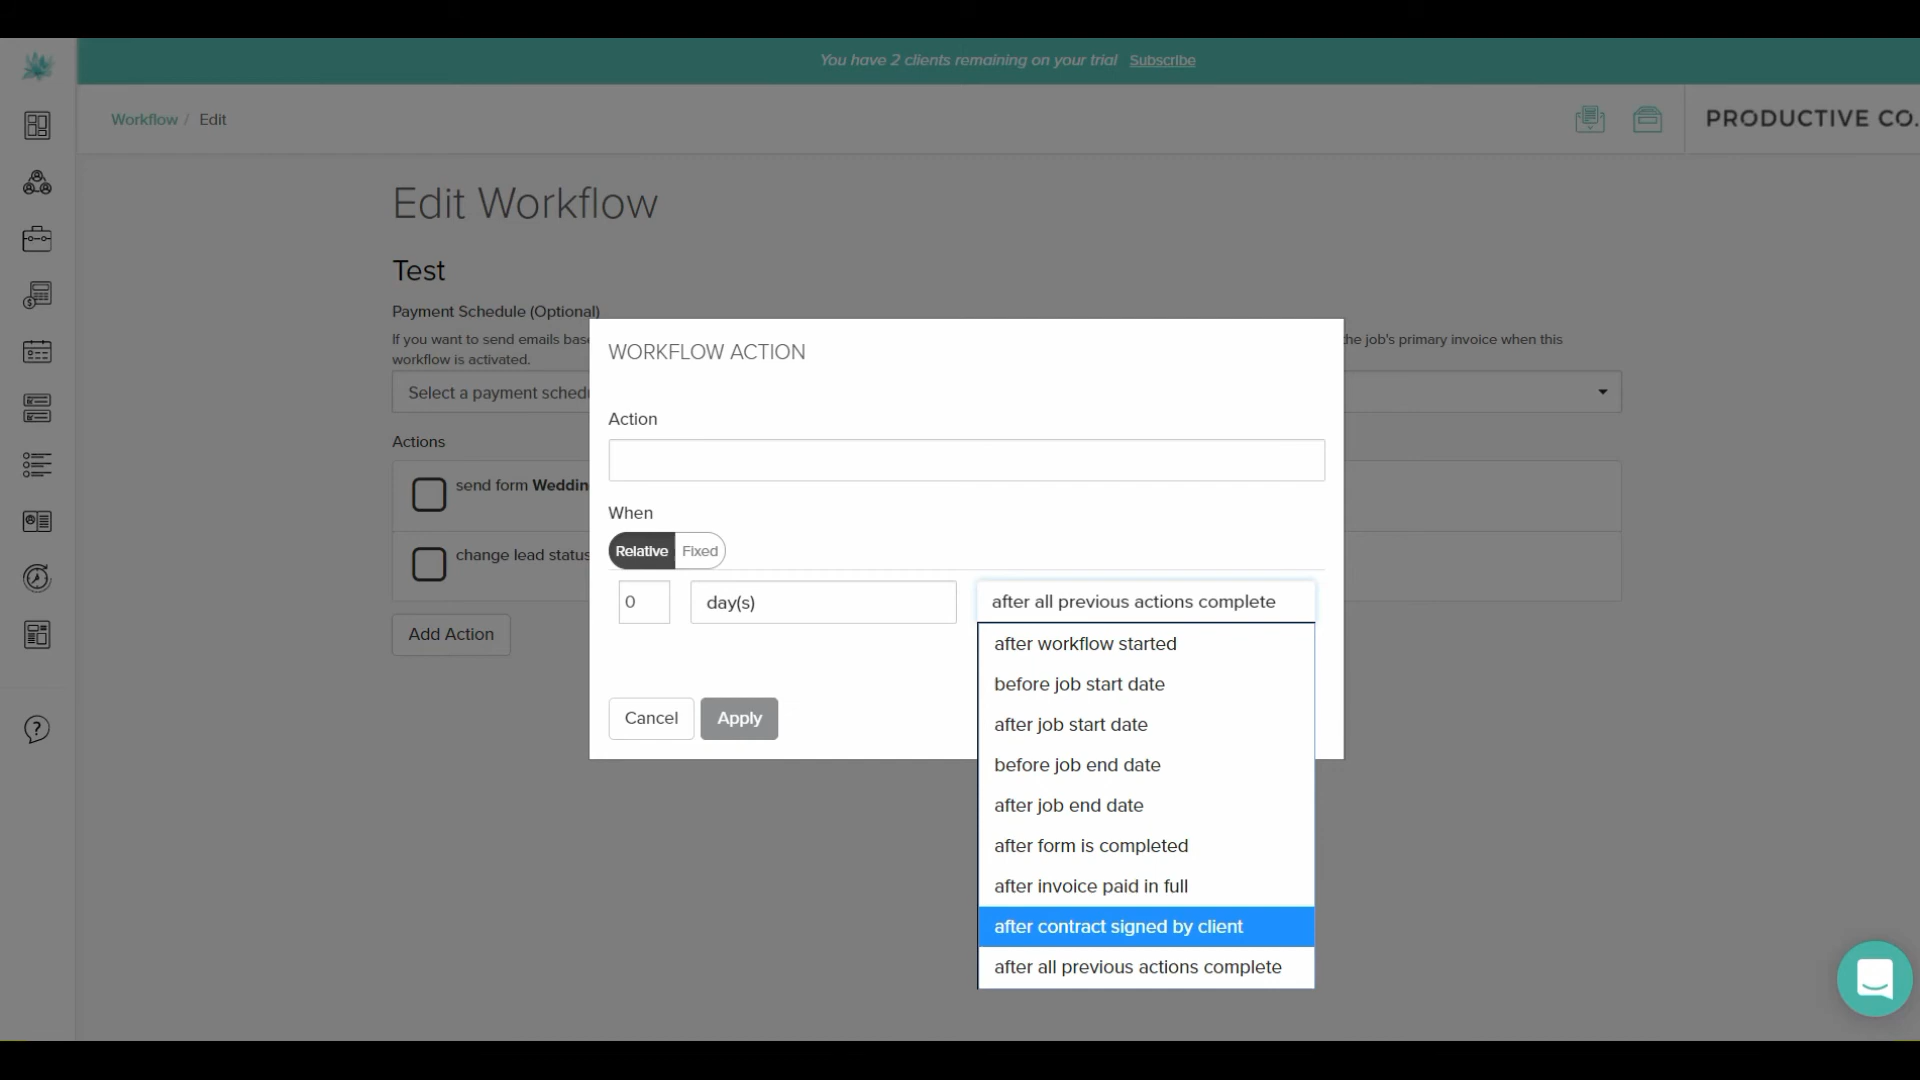 You have 2 clients remaining on your trial Subscribe
Workflow / Edit
PRODUCTIVE CO.
Edit Workflow
Test
Payment Schedule (Optional)
If you want to send emails bas
the job's primary invoice when this
workflow is activated.
Select a payment sched
Actions
send form Weddin
change lead status
Add Action
WORKFLOW ACTION
Action
When
Relative Fixed
0 day(s) after all previous actions complete
after workflow started
before job start date
after job start date
before job end date
after job end date
after form is completed
after invoice paid in full
after contract signed by client
after all previous actions complete
Cancel Apply